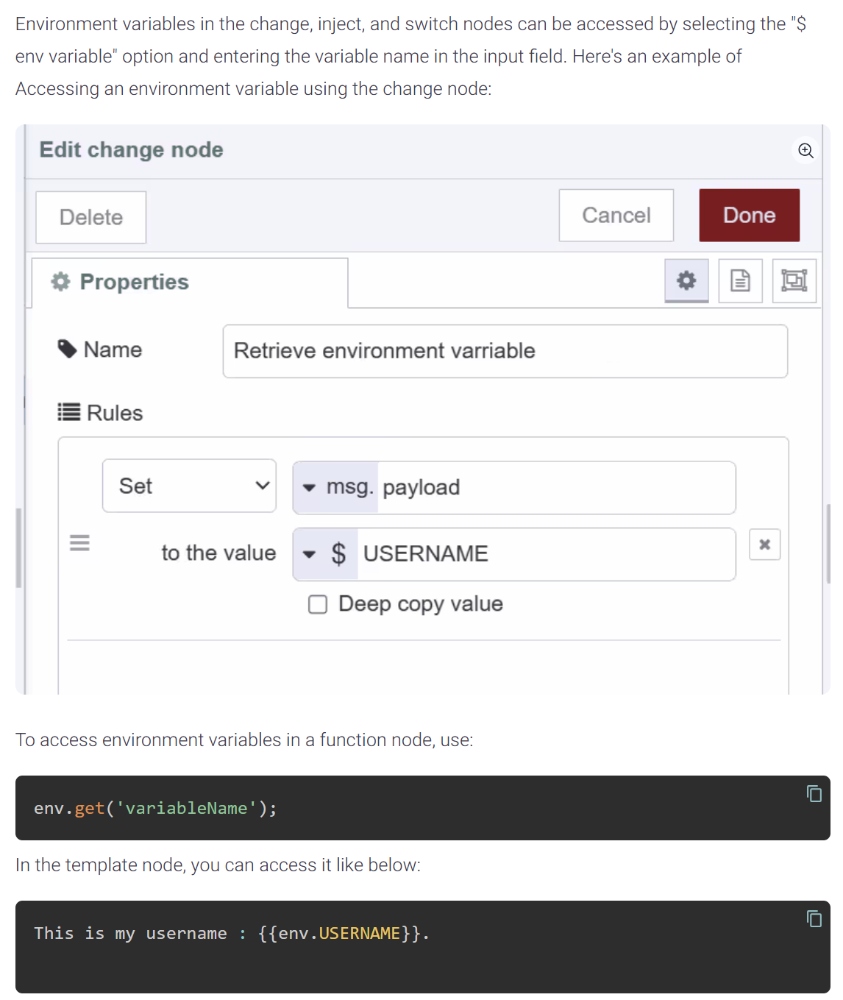 Environment variables in the change, inject, and switch nodes can be accessed by selecting the "$
env variable" option and entering the variable name in the input field. Here's an example of
Accessing an environment variable using the change node:
Edit change node
Delete
Cancel
Done
Properties
Name
Retrieve environment varriable
Rules
Set
msg. payload
to the value
$ USERNAME
Deep copy value
To access environment variables in a function node, use:
env.get('variableName');
In the template node, you can access it like below:
This is my username : {{env.USERNAME}}.